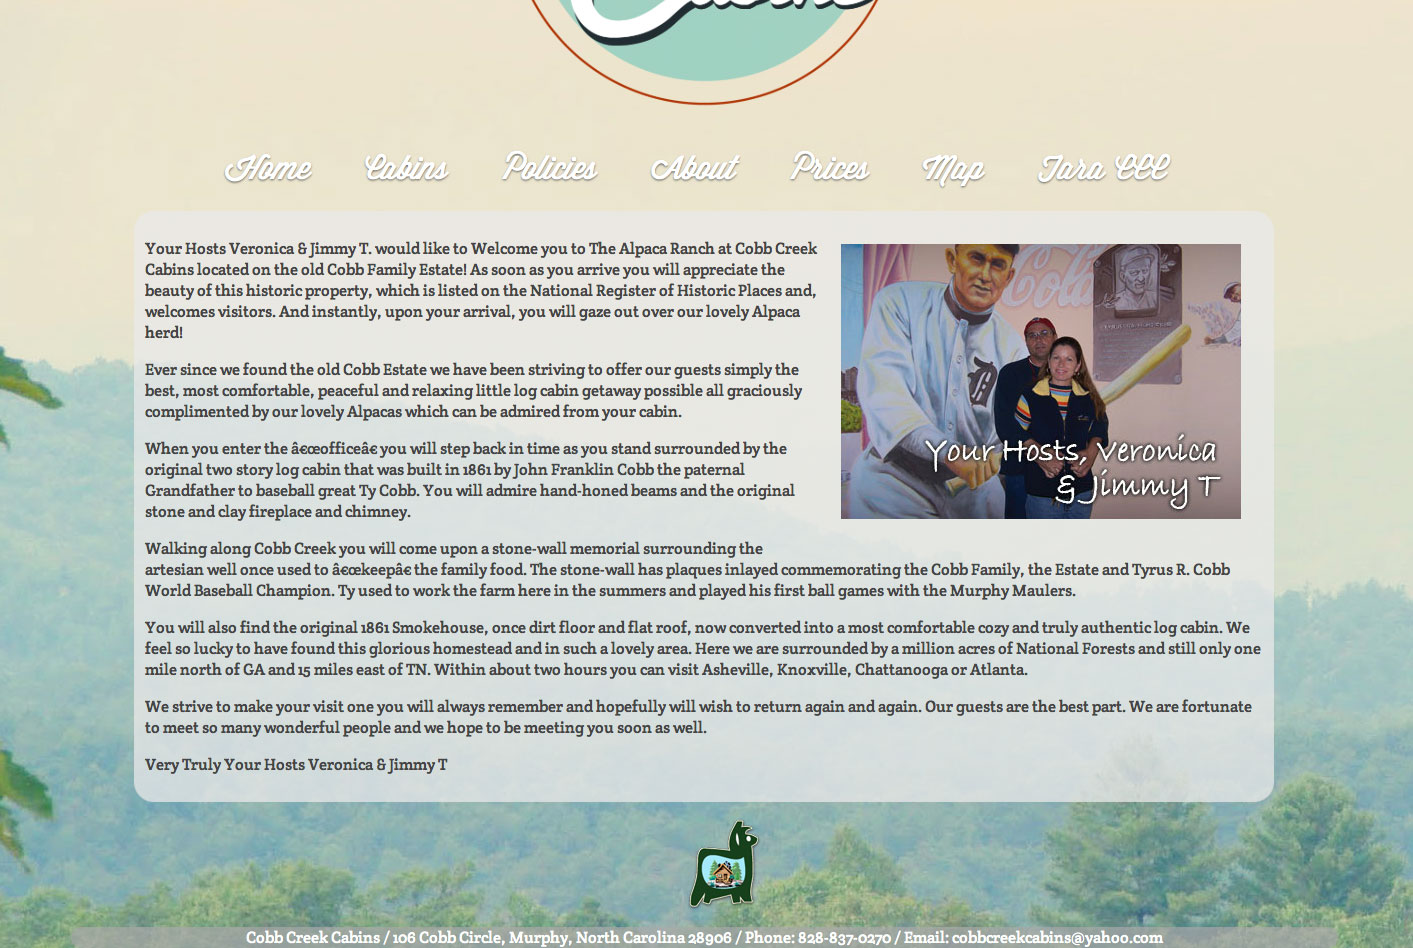 Cabins
Home Cabins Policies About Prices Map Tara CCC
Your Hosts Veronica & Jimmy T. would like to Welcome you to The Alpaca Ranch at Cobb Creek
Cabins located on the old Cobb Family Estate! As soon as you arrive you will appreciate the
beauty of this historic property, which is listed on the National Register of Historic Places and,
welcomes visitors. And instantly, upon your arrival, you will gaze out over our lovely Alpaca
herd!
Ever since we found the old Cobb Estate we have been striving to offer our guests simply the
best, most comfortable, peaceful and relaxing little log cabin getaway possible all graciously
complimented by our lovely Alpacas which can be admired from your cabin.
When you enter the â€œofficeâ€ you will step back in time as you stand surrounded by the
original two story log cabin that was built in 1861 by John Franklin Cobb the paternal
Grandfather to baseball great Ty Cobb. You will admire hand-honed beams and the original
stone and clay fireplace and chimney.
Coca Cola
Your Hosts, Veronica
& Jimmy T
Walking along Cobb Creek you will come upon a stone-wall memorial surrounding the
artesian well once used to â€œkeepâ€ the family food. The stone-wall has plaques inlayed commemorating the Cobb Family, the Estate and Tyrus R. Cobb
World Baseball Champion. Ty used to work the farm here in the summers and played his first ball games with the Murphy Maulers.
You will also find the original 1861 Smokehouse, once dirt floor and flat roof, now converted into a most comfortable cozy and truly authentic log cabin. We
feel so lucky to have found this glorious homestead and in such a lovely area. Here we are surrounded by a million acres of National Forests and still only one
mile north of GA and 15 miles east of TN. Within about two hours you can visit Asheville, Knoxville, Chattanooga or Atlanta.
We strive to make your visit one you will always remember and hopefully will wish to return again and again. Our guests are the best part. We are fortunate
to meet so many wonderful people and we hope to be meeting you soon as well.
Very Truly Your Hosts Veronica & Jimmy T
Cobb Creek Cabins / 106 Cobb Circle, Murphy, North Carolina 28906 / Phone: 828-837-0270 / Email: cobbcreekcabins@yahoo.com